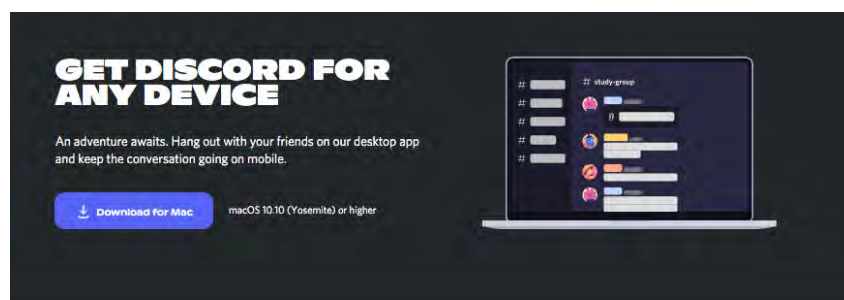 GET DISCORD FOR
ANY DEVICE
An adventure awaits. Hang out with your friends on our desktop app
and keep the conversation going on mobile.
Download for Mac
macOS 10.10 (Yosemite) or higher
# study-group
#
#
#
#
#